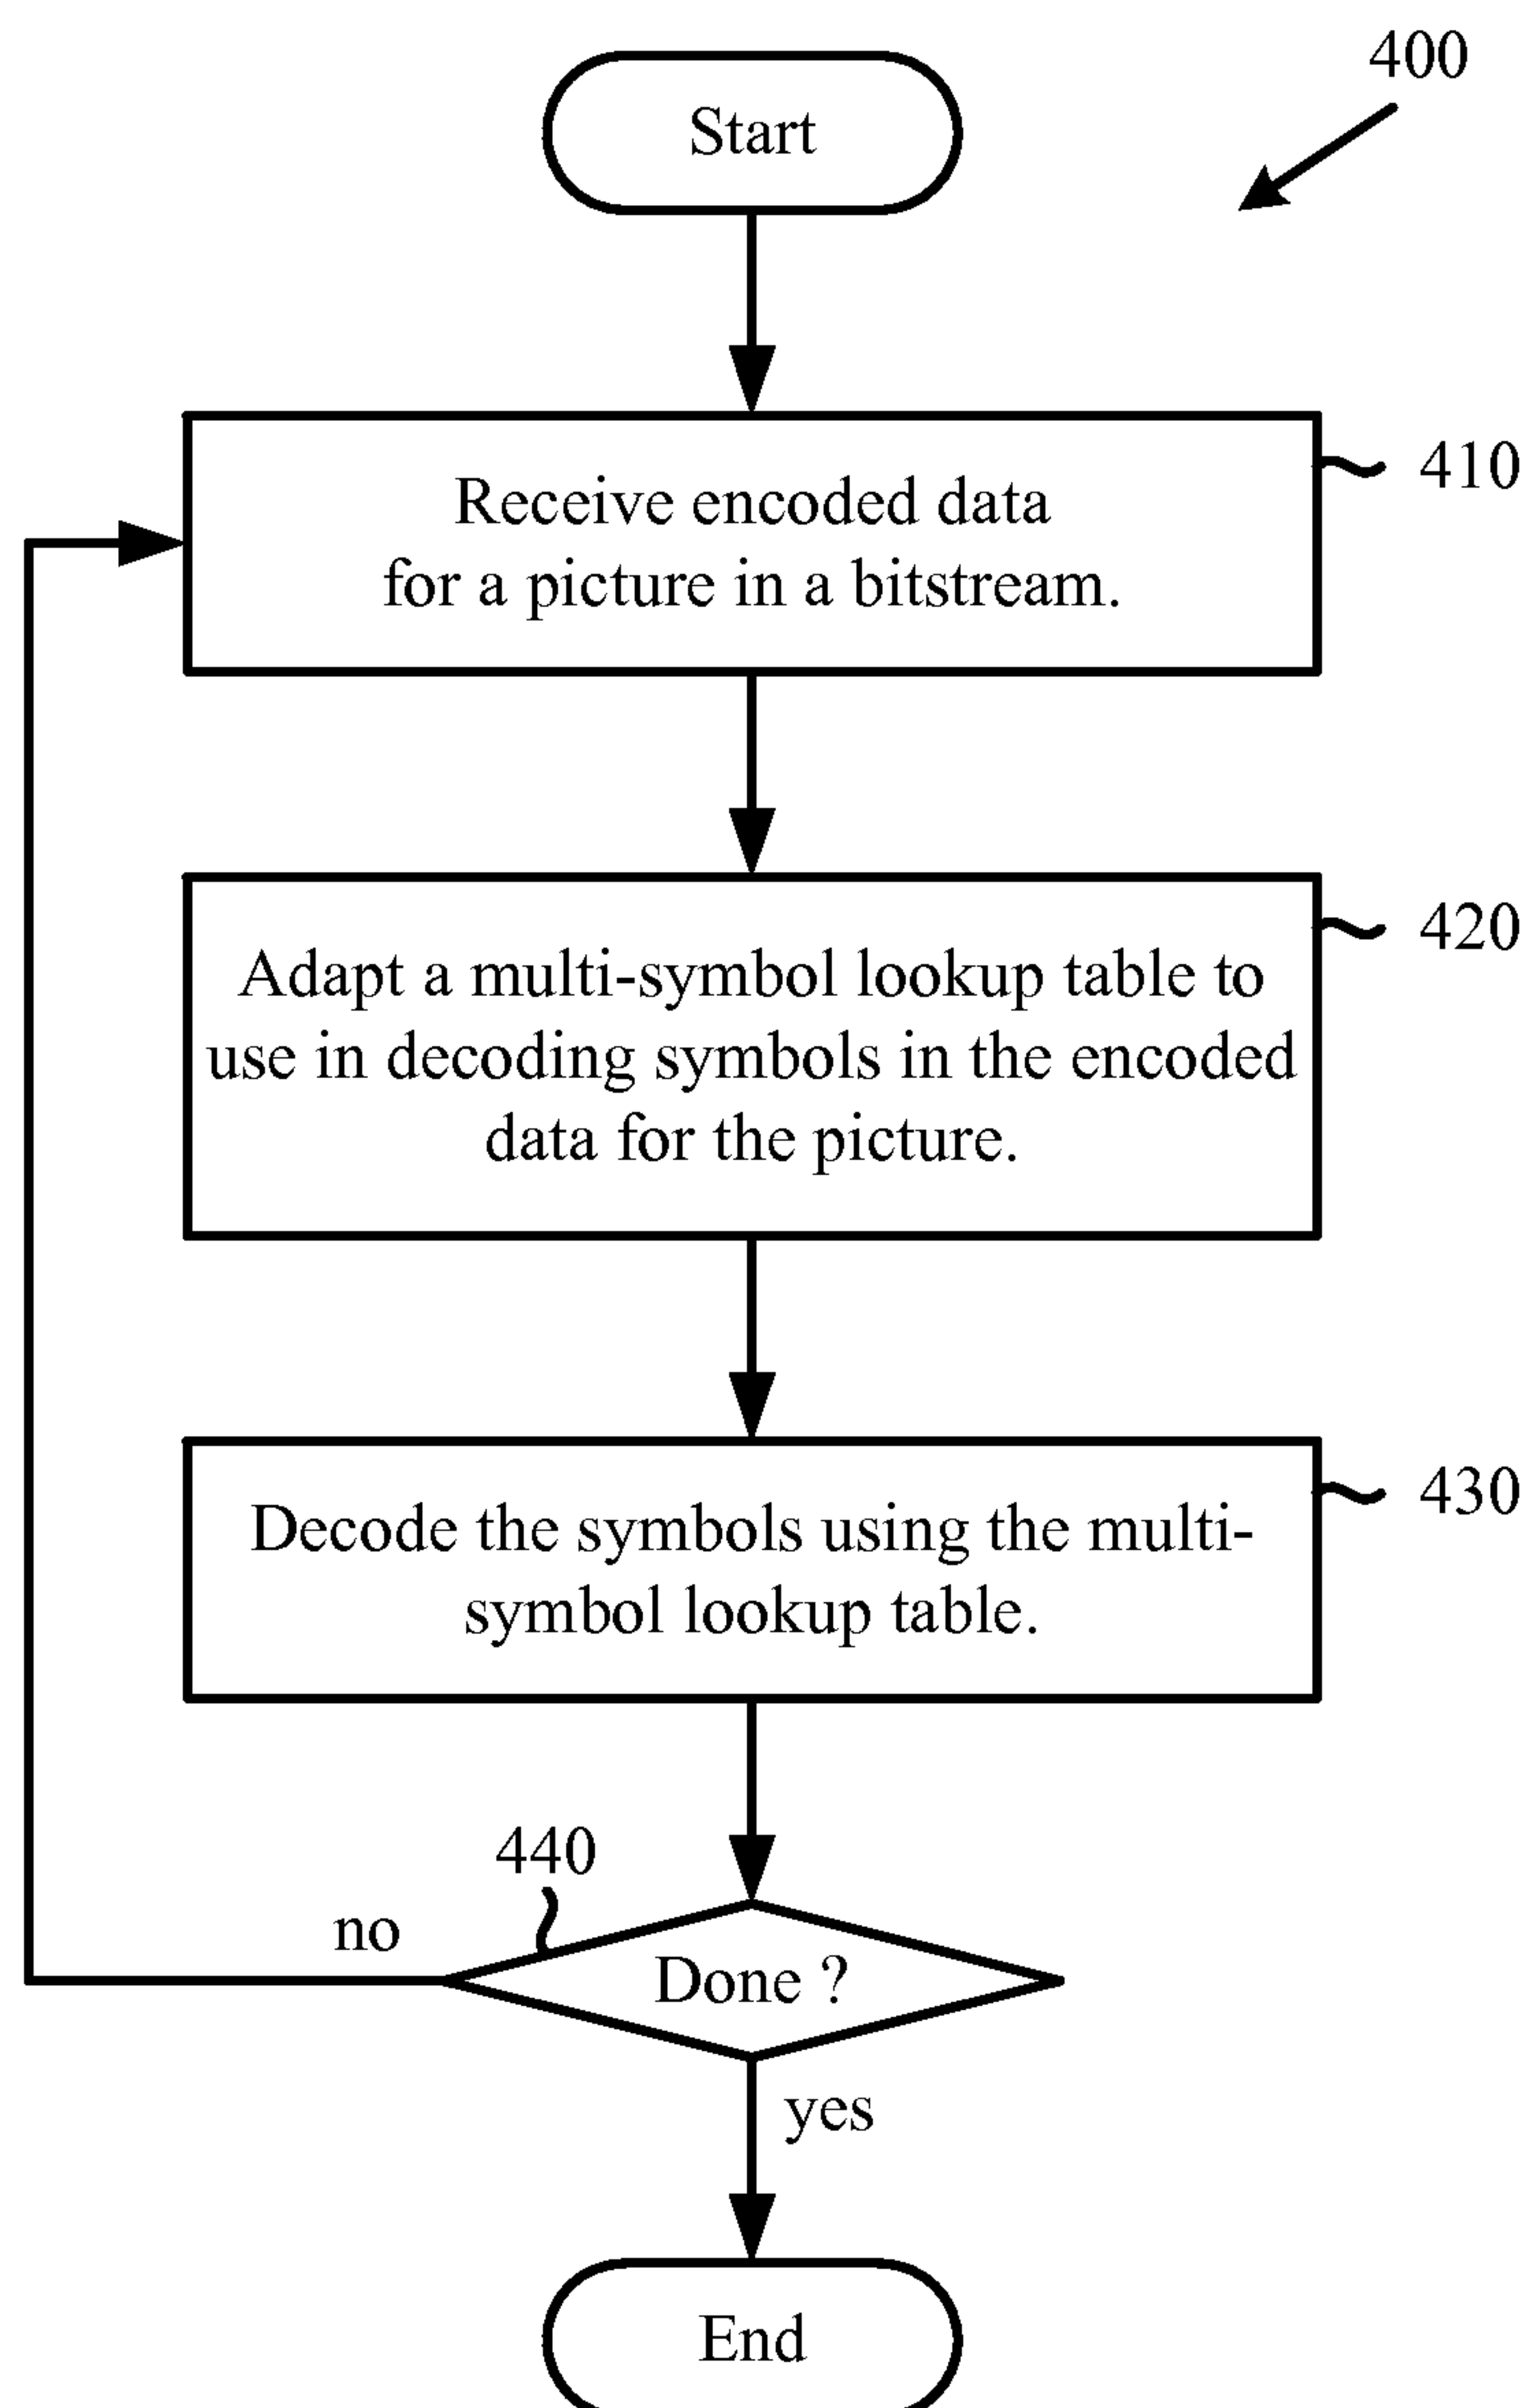 400
Start
Receive encoded data
for a picture in a bitstream.
410
Adapt a multi-symbol lookup table to
use in decoding symbols in the encoded
data for the picture.
420
Decode the symbols using the multi-
symbol lookup table.
430
440
no
Done ?
yes
End